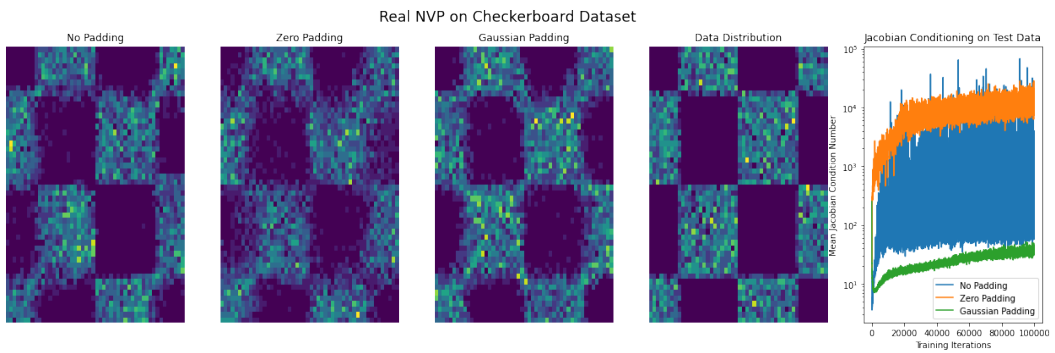 Real NVP on Checkerboard Dataset
No Padding
Zero Padding
Gaussian Padding
Data Distribution
Jacobian Conditioning on Test Data
Mean Jacobian Condition Number
10^5
10^4
10^3
10^2
10^1
No Padding
Zero Padding
Gaussian Padding
0 20000 40000 60000 80000 100000
Training Iterations